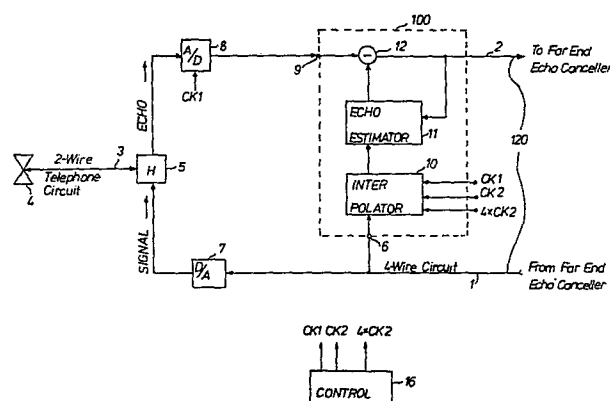 100
A/D
8
12
2
To Far End
Echo Canceller
9
CK1
ECHO
ECHO
ESTIMATOR
11
120
2-Wire
3
Telephone
Circuit
4
H
5
10
INTER
POLATOR
CK1
CK2
4×CK2
SIGNAL
7
D/A
6
4-Wire Circuit
1
From Far End
Echo Canceller
CK1 CK2 4×CK2
CONTROL
16